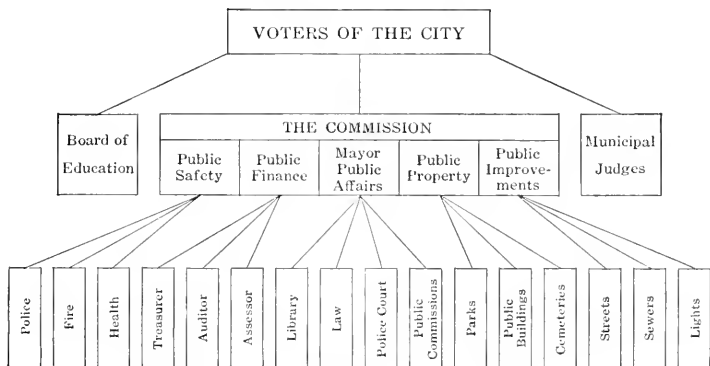 VOTERS OF THE CITY
Board of
Education
THE COMMISSION
Public
Safety
Public
Finance
Mayor
Public
Affairs
Public
Property
Public
Improve-
ments
Municipal
Judges
Police
Fire
Health
Treasurer
Auditor
Assessor
Library
Law
Police Court
Public
Commissions
Parks
Public
Buildings
Cemeteries
Streets
Sewers
Lights